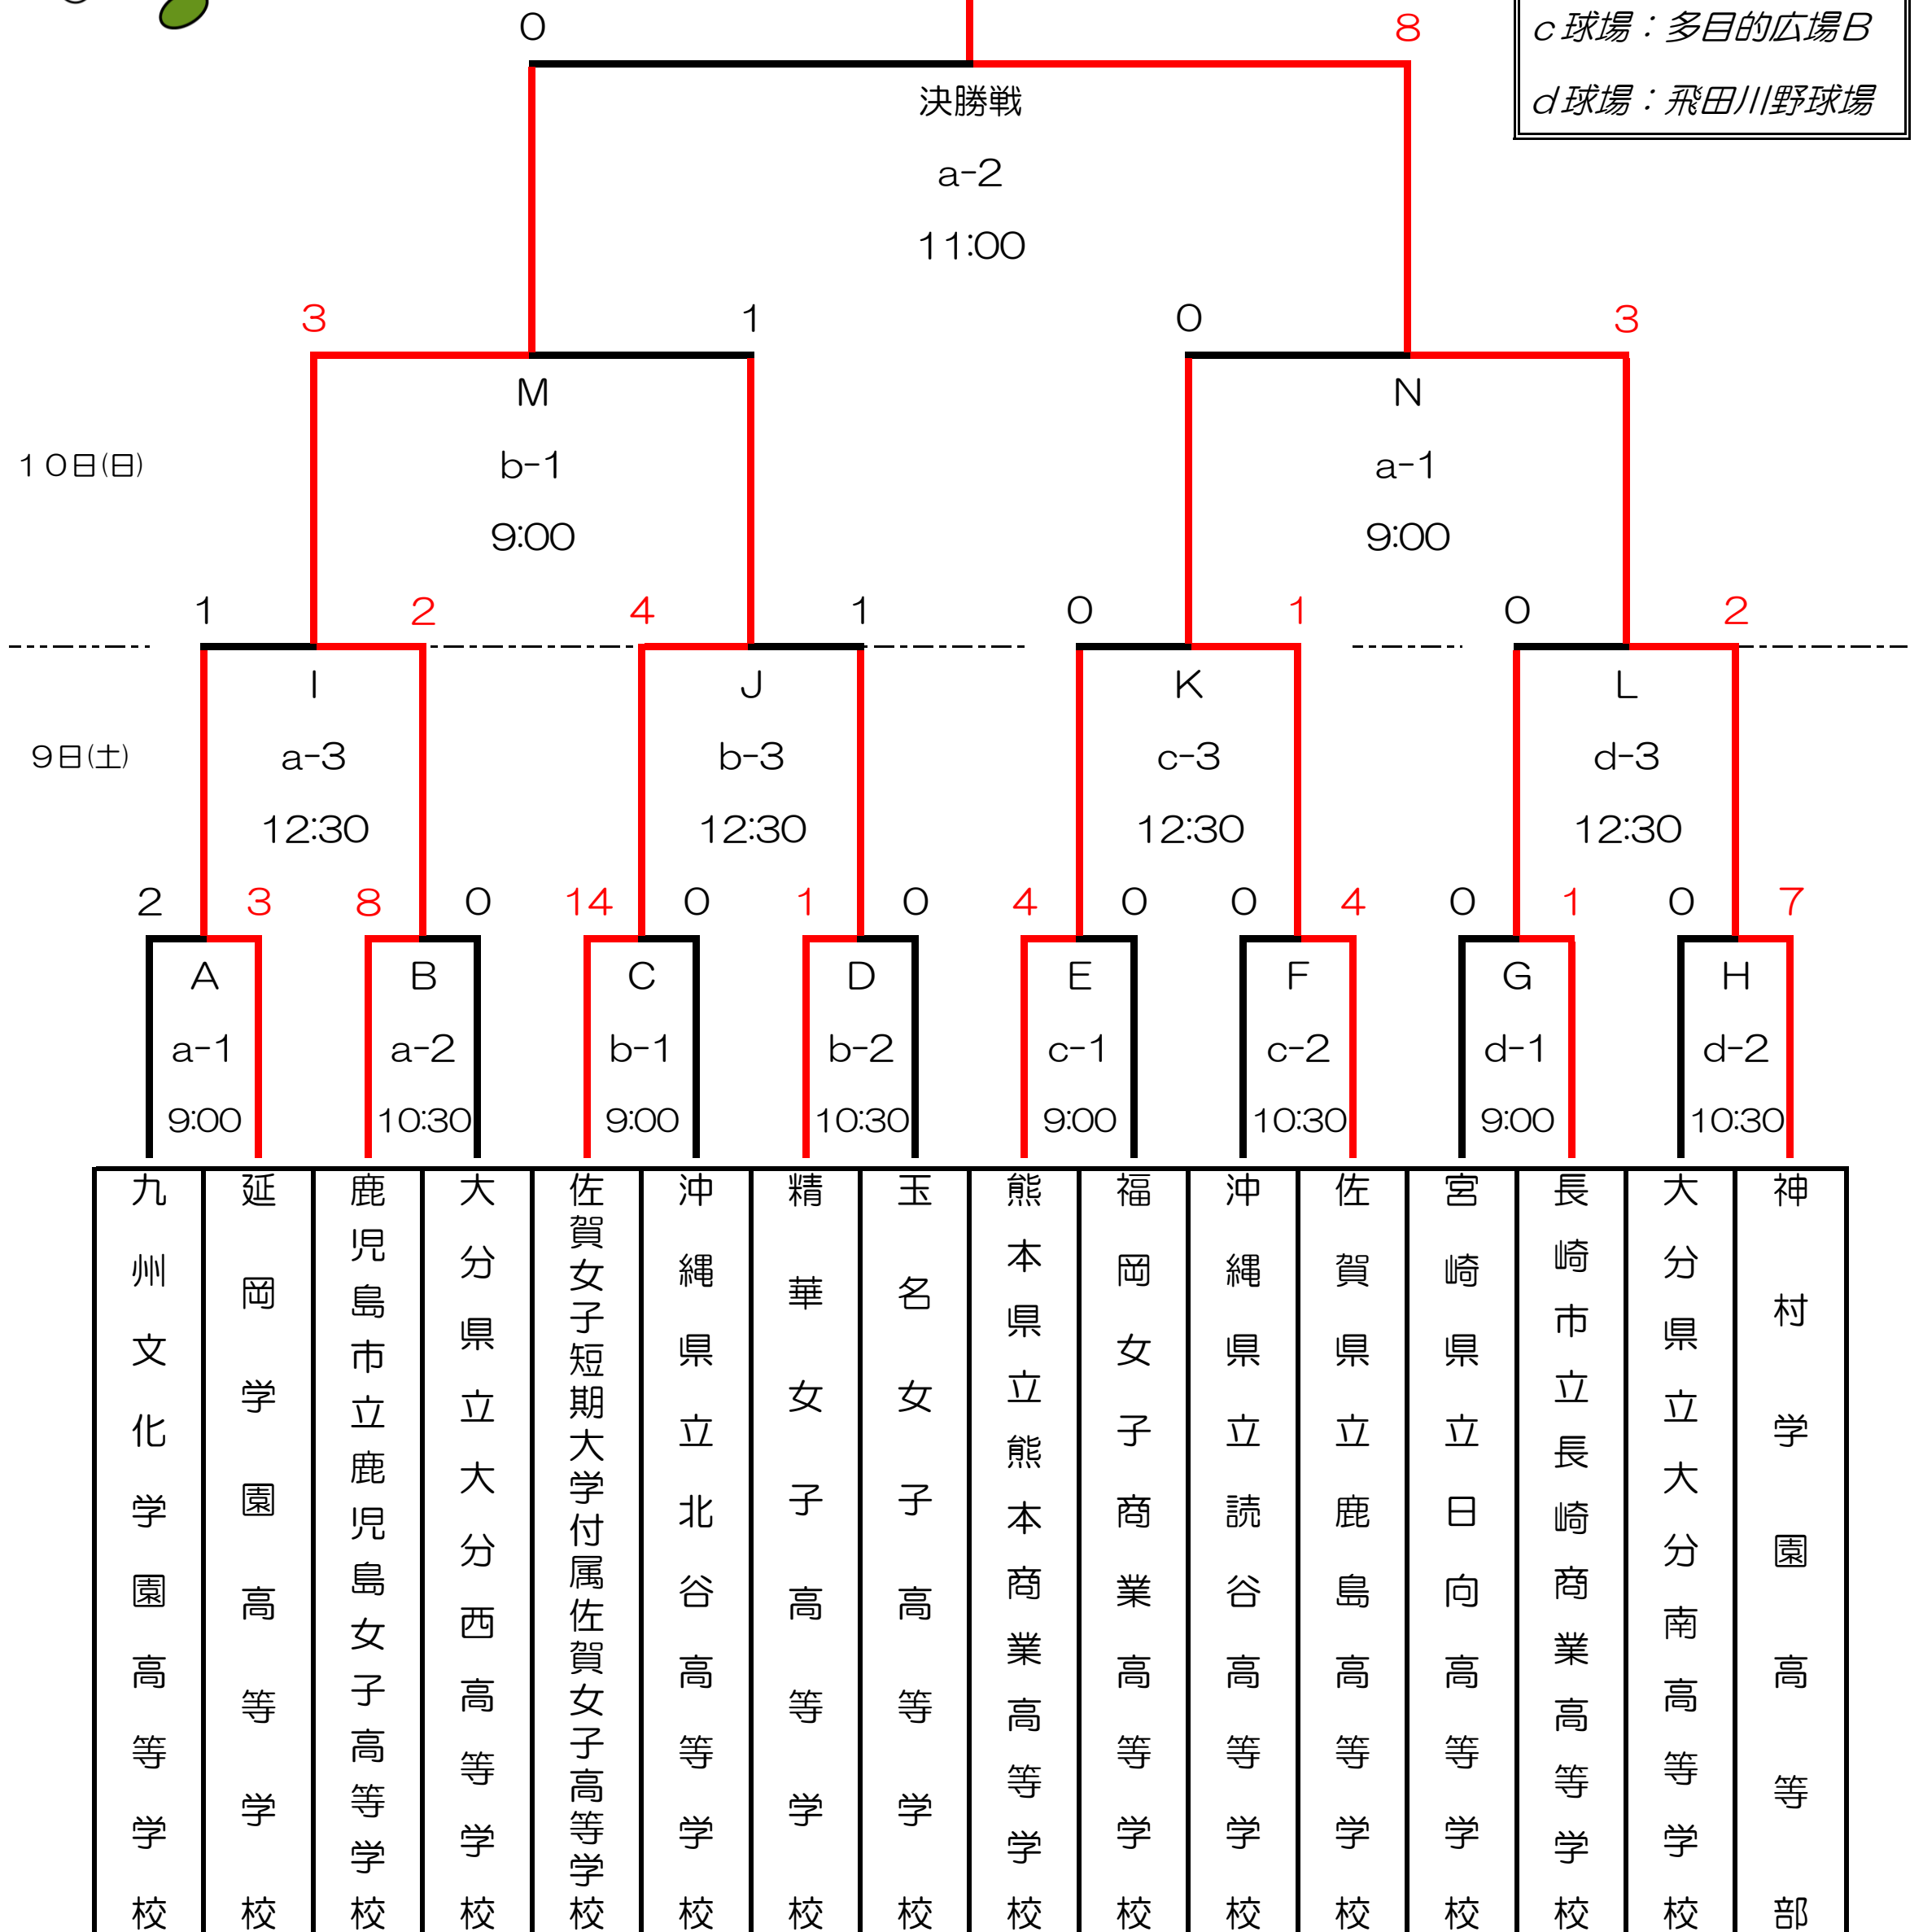 0 8
c球場：多目的広場B
d球場：飛田川野球場
決勝戦
a-2
11:00
3 1 0 3
M N
10日(日) b-1 a-1
9:00 9:00
1 2 4 1 0 1 0 2
I J K L
9日(土) a-3 b-3 c-3 d-3
12:30 12:30 12:30 12:30
2 3 8 0 14 0 1 0 4 0 0 4 0 1 0 7
A B C D E F G H
a-1 a-2 b-1 b-2 c-1 c-2 d-1 d-2
9:00 10:30 9:00 10:30 9:00 10:30 9:00 10:30
九州文化学園高等学校
延岡学園高等学校
鹿児島市立鹿児島女子高等学校
大分県立大分西高等学校
佐賀女子短期大学付属佐賀女子高等学校
沖縄県立北谷高等学校
精華女子高等学校
玉名女子高等学校
熊本県立熊本商業高等学校
福岡女子商業高等学校
沖縄県立読谷高等学校
佐賀県立鹿島高等学校
宮崎県立日向高等学校
長崎市立長崎商業高等学校
大分県立大分南高等学校
神村学園高等部